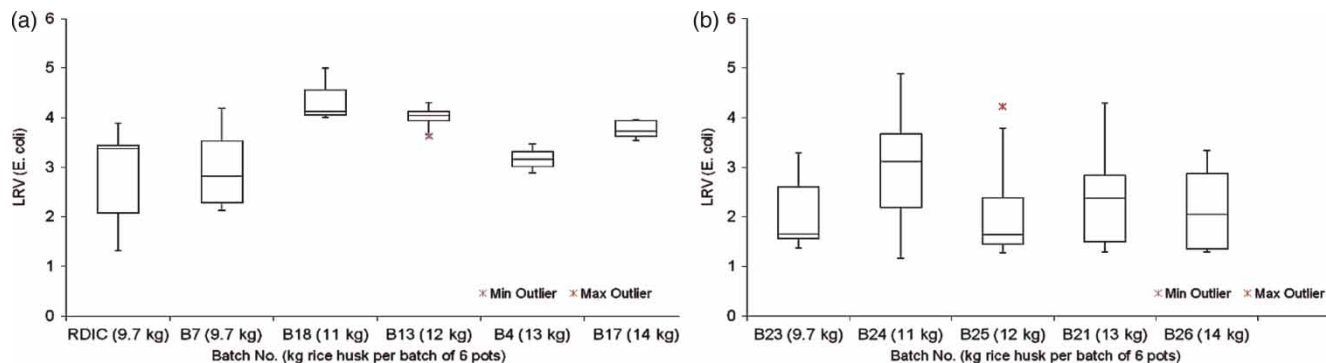 (a)
6
5
4
3
2
1
0
LRV (E. coli)
Min Outlier Max Outlier
RDIC (9.7 kg) B7 (9.7 kg) B18 (11 kg) B13 (12 kg) B4 (13 kg) B17 (14 kg)
Batch No. (kg rice husk per batch of 6 pots)
(b)
6
5
4
3
2
1
0
LRV (E. coli)
Min Outlier Max Outlier
B23 (9.7 kg) B24 (11 kg) B25 (12 kg) B21 (13 kg) B26 (14 kg)
Batch No. (kg rice husk per batch of 6 pots)